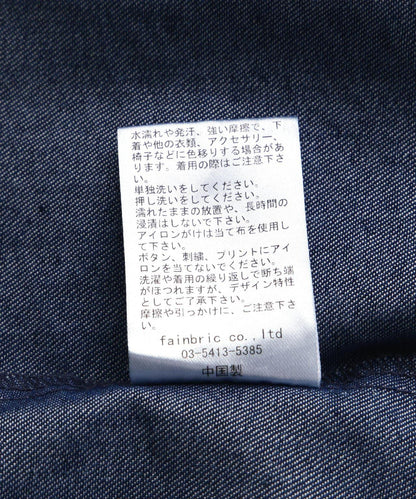 水濡れや発汗、強い摩擦で、下
着や他の衣類、アクセサリー、
椅子などに色移りする場合があ
ります。着用の際はご注意下さ
い。
単独洗いをしてください。
押し洗いをしてください。
濡れたままの放置や、長時間の
浸漬はしないで下さい。
アイロンがけは当て布を使用し
て下さい。
ボタン、刺繍、プリントにアイ
ロンを当てないでください。
洗濯や着用の繰り返しで断ち端
がほつれますが、デザイン特性
としてご了承下さい。
摩擦や引っかけに、ご注意下さ
い。
fainbric co.,ltd
03-5413-5385
中国製